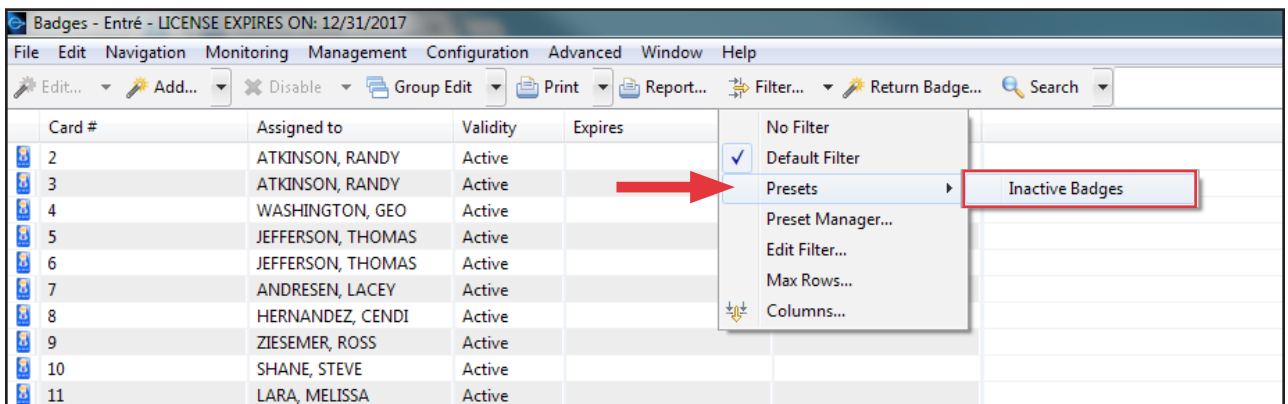 Badges - Entré - LICENSE EXPIRES ON: 12/31/2017
File Edit Navigation Monitoring Management Configuration Advanced Window Help
Edit... Add... Disable Group Edit Print Report... Filter... Return Badge... Search
Card # Assigned to Validity Expires No Filter
2 ATKINSON, RANDY Active Default Filter
3 ATKINSON, RANDY Active Presets Inactive Badges
4 WASHINGTON, GEO Active Preset Manager...
5 JEFFERSON, THOMAS Active Edit Filter...
6 JEFFERSON, THOMAS Active
7 ANDRESEN, LACEY Active Max Rows...
8 HERNANDEZ, CENDI Active Columns...
9 ZIESEMER, ROSS Active
10 SHANE, STEVE Active
11 LARA, MELISSA Active